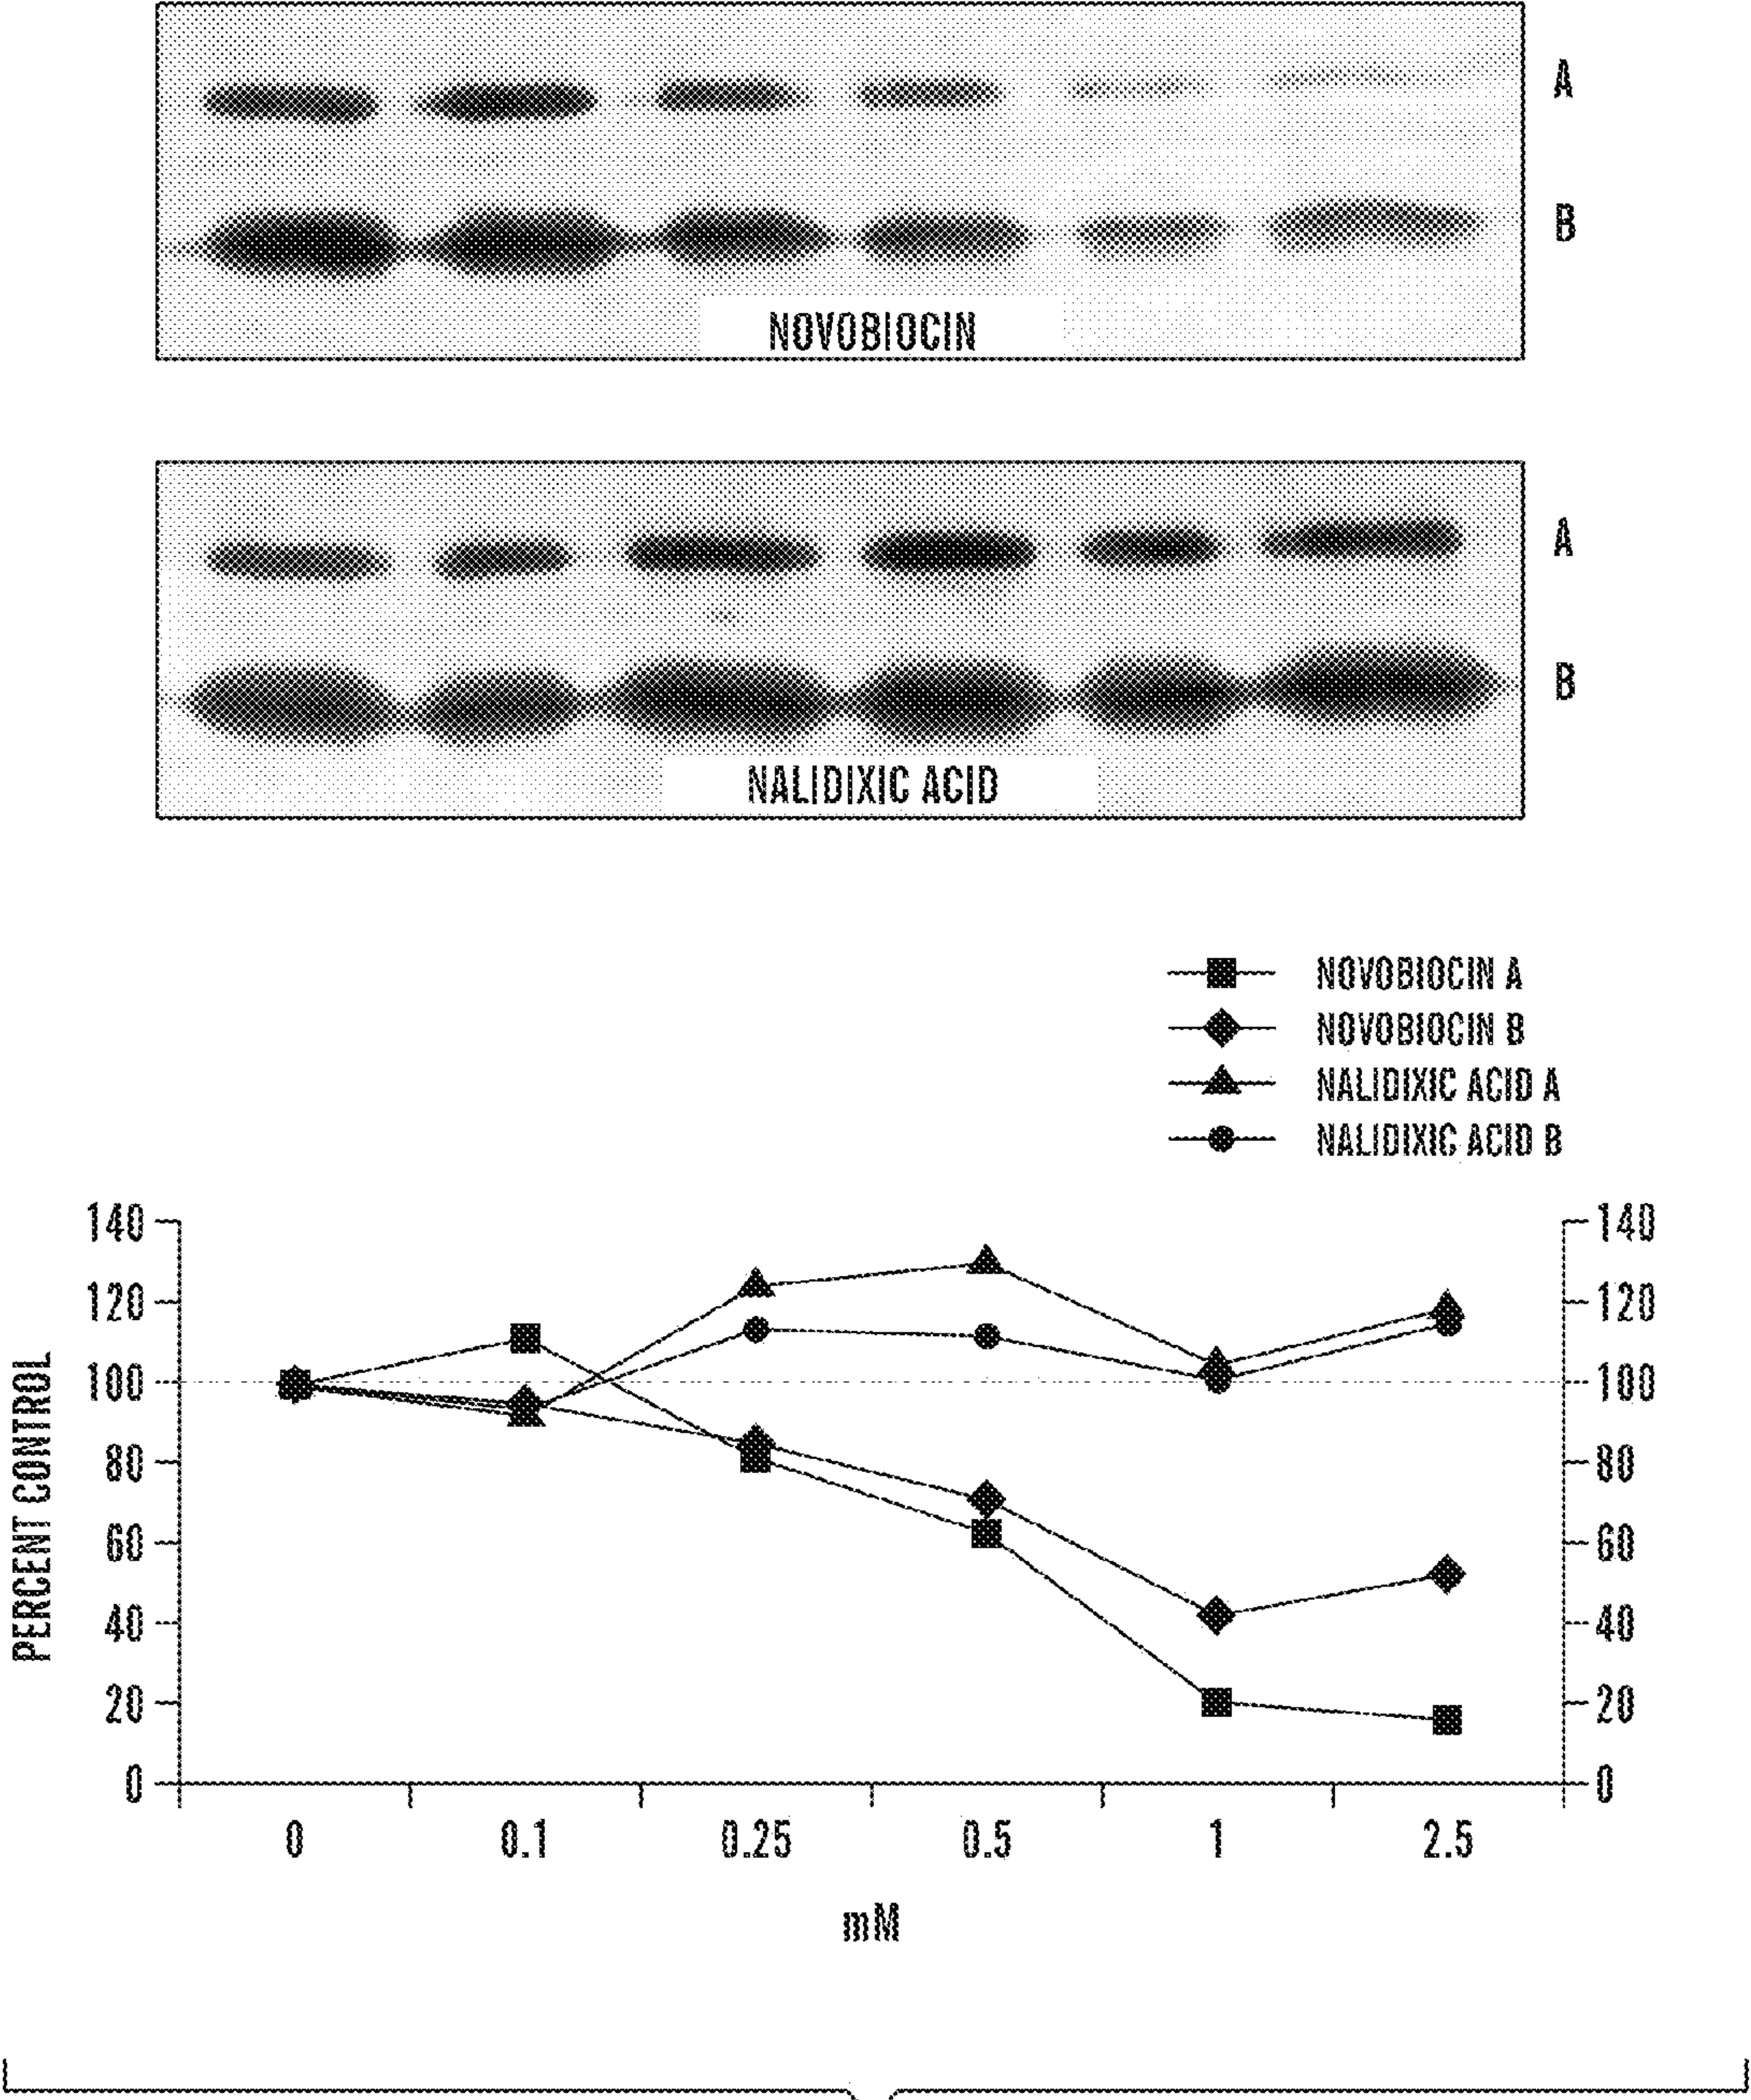 A
B
NOVOBIOCIN
A
B
NALIDIXIC ACID
NOVOBIOCIN A
NOVOBIOCIN B
NALIDIXIC ACID A
NALIDIXIC ACID B
PERCENT CONTROL
140 140
120 120
100 100
80 80
60 60
40 40
20 20
0 0
0 0.1 0.25 0.5 1 2.5
mM